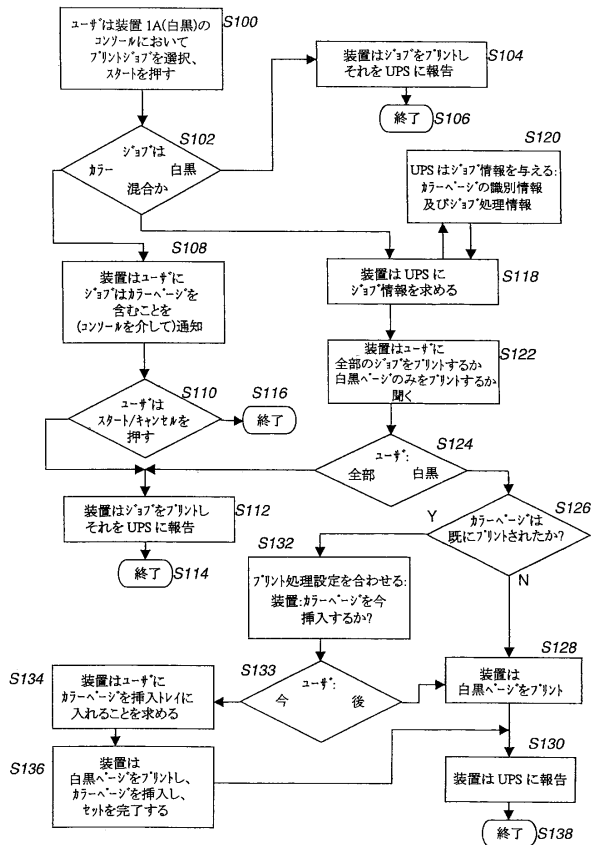 S100
ユーザは装置 1A(白黒)の
コンソールにおいて
プリントジョブを選択、
スタートを押す
S104
装置はジョブをプリントし
それを UPS に報告
終了
S106
S102
ジョブは
カラー 白黒
混合か
S120
UPS はジョブ情報を与える:
カラーページの識別情報
及びジョブ処理情報
S108
装置はユーザに
ジョブはカラーページを
含むことを
(コンソールを介して)通知
S118
装置は UPS に
ジョブ情報を求める
S122
装置はユーザに
全部のジョブをプリントするか
白黒ページのみをプリントするか
聞く
S110
ユーザは
スタート/キャンセルを
押す
S116
終了
S124
ユーザ:
全部 白黒
S112
装置はジョブをプリントし
それを UPS に報告
終了
S114
S126
カラーページは
既にプリントされたか?
Y
N
S132
プリント処理設定を合わせる:
装置:カラーページを今
挿入するか?
S133
ユーザ:
今 後
S128
装置は
白黒ページをプリント
S134
装置はユーザに
カラーページを挿入トレイに
入れることを求める
S136
装置は
白黒ページをプリントし、
カラーページを挿入し、
セットを完了する
S130
装置は UPS に報告
終了
S138